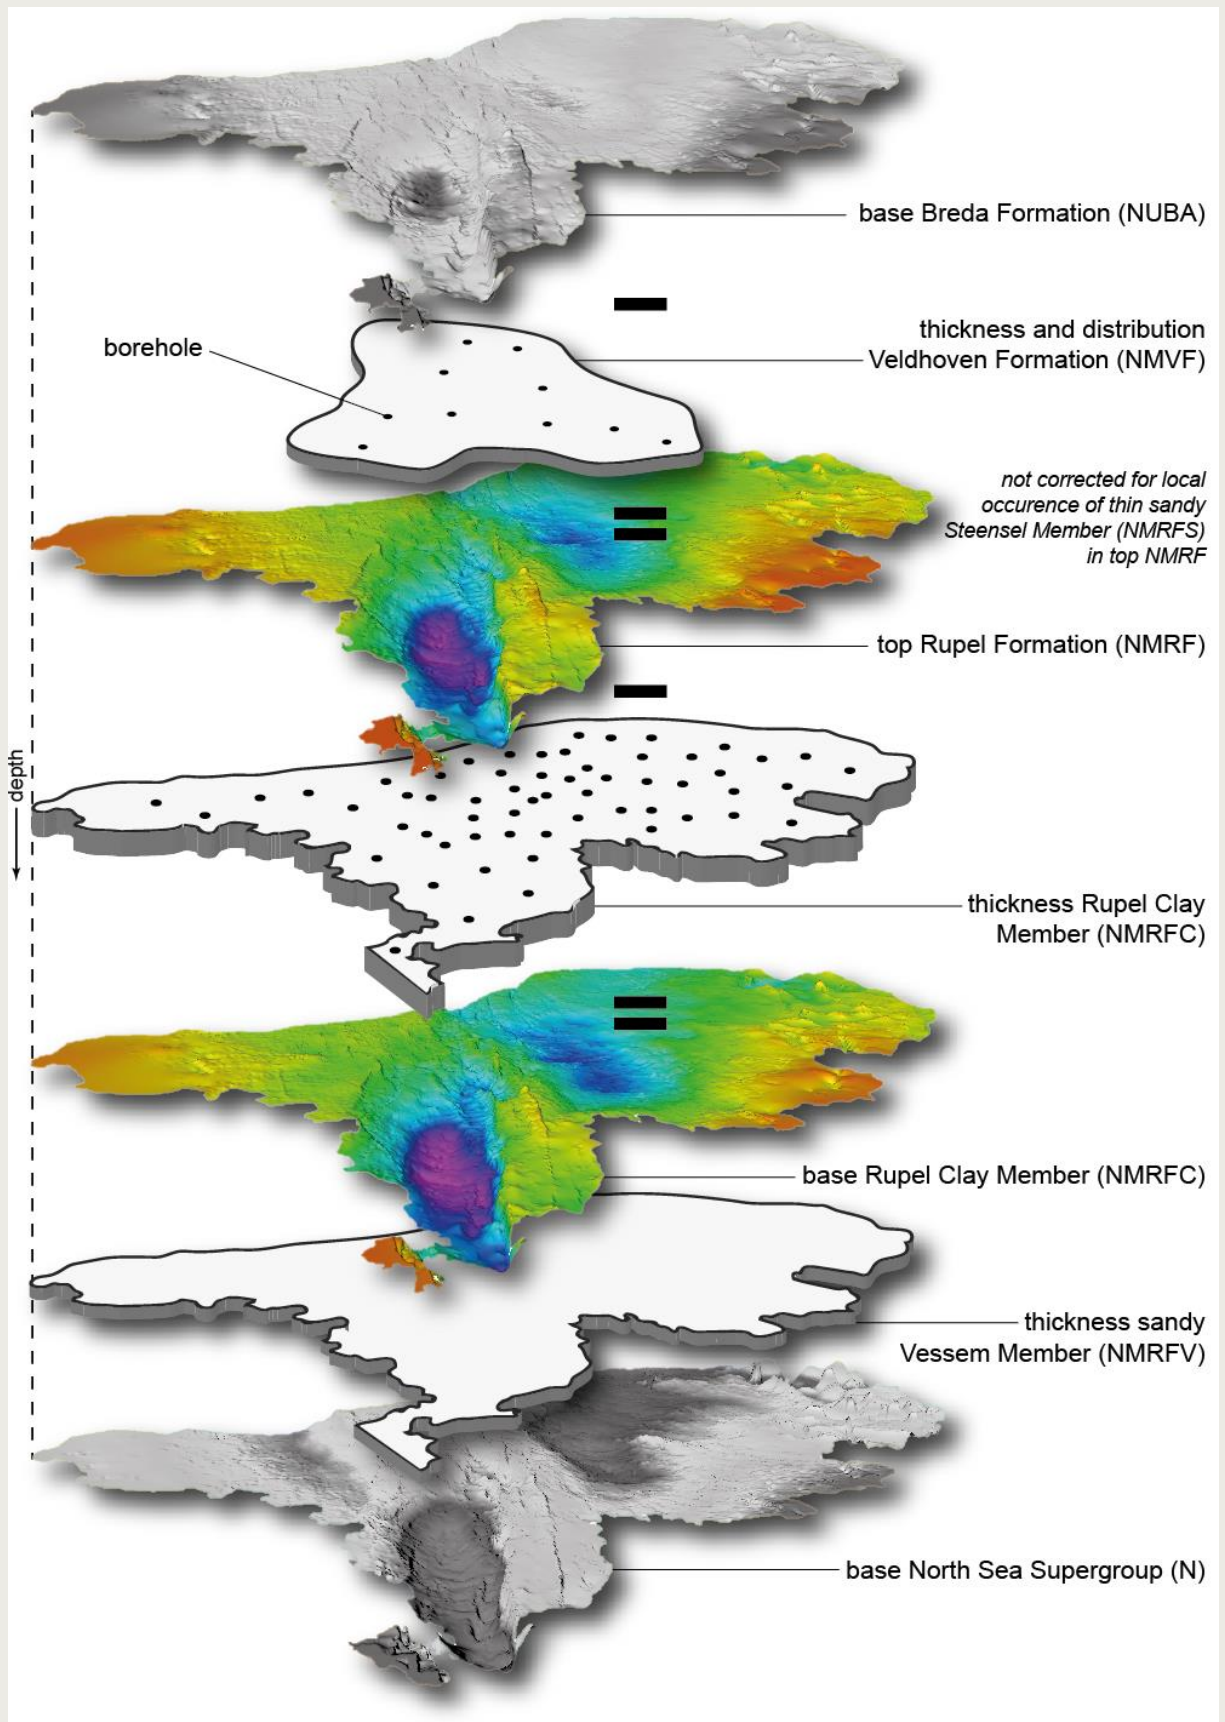 base Breda Formation (NUBA)
thickness and distribution
Veldhoven Formation (NMVF)
borehole
not corrected for local
occurence of thin sandy
Steensel Member (NMRFS)
in top NMRF
top Rupel Formation (NMRF)
depth
thickness Rupel Clay
Member (NMRFC)
base Rupel Clay Member (NMRFC)
thickness sandy
Vessem Member (NMRFV)
base North Sea Supergroup (N)